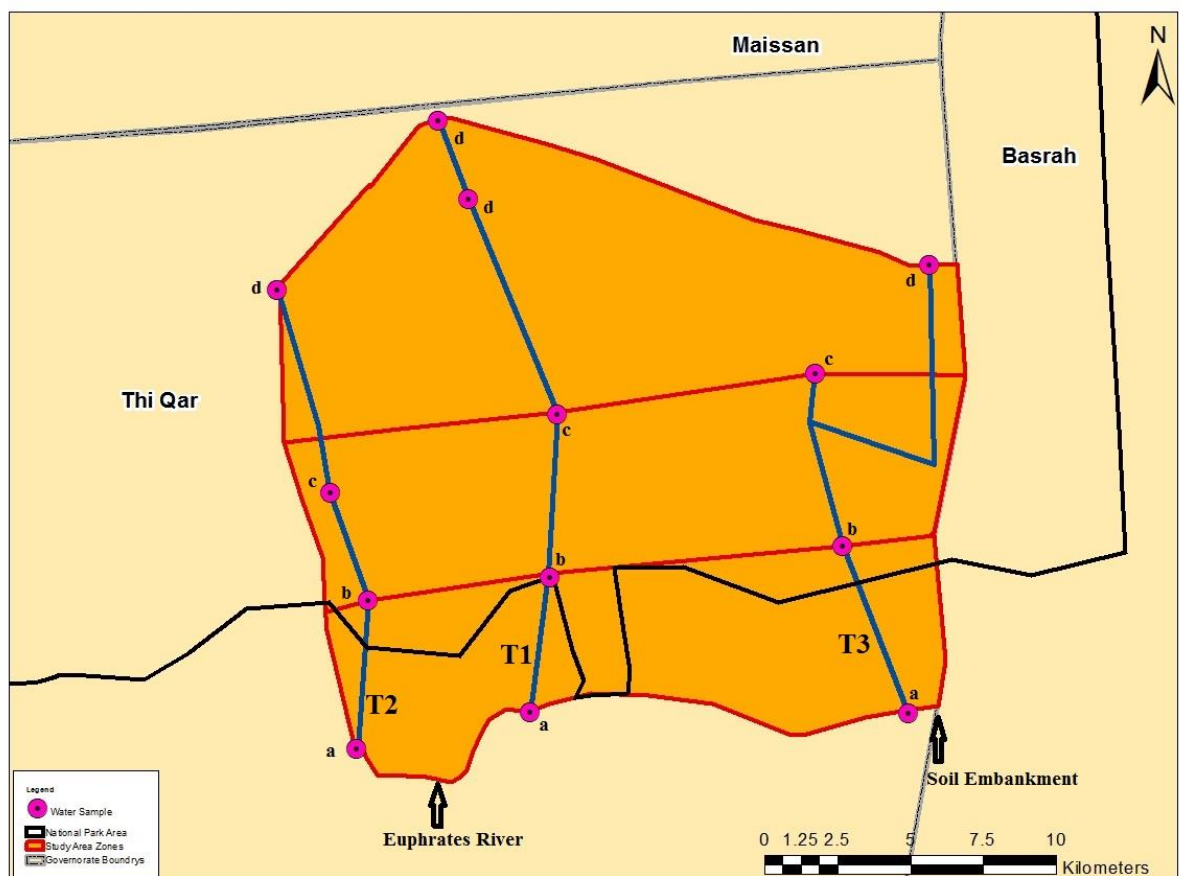 Maissan
N
Basrah
d
d
d
d
Thi Qar
c
c
c
b
b
b
T1
T3
T2
a
a
a
Soil Embankment
Euphrates River
Legend
Water Sample
National Park Area
Study Area Zones
Governorate Boundrys
0 1.25 2.5 5 7.5 10
Kilometers